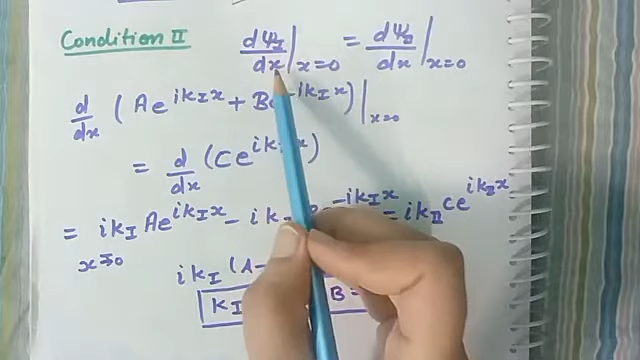 Condition II
dΨI/dx |x=0 = dΨII/dx |x=0
d/dx (Ae^ikIx + Be^-ikIx)|x=0
= d/dx (Ce^ik x)
= ikI Ae^ikIx - ik e^-ikIx = ikII Ce^ikIIx
x=0
ikI (A-
KI B=